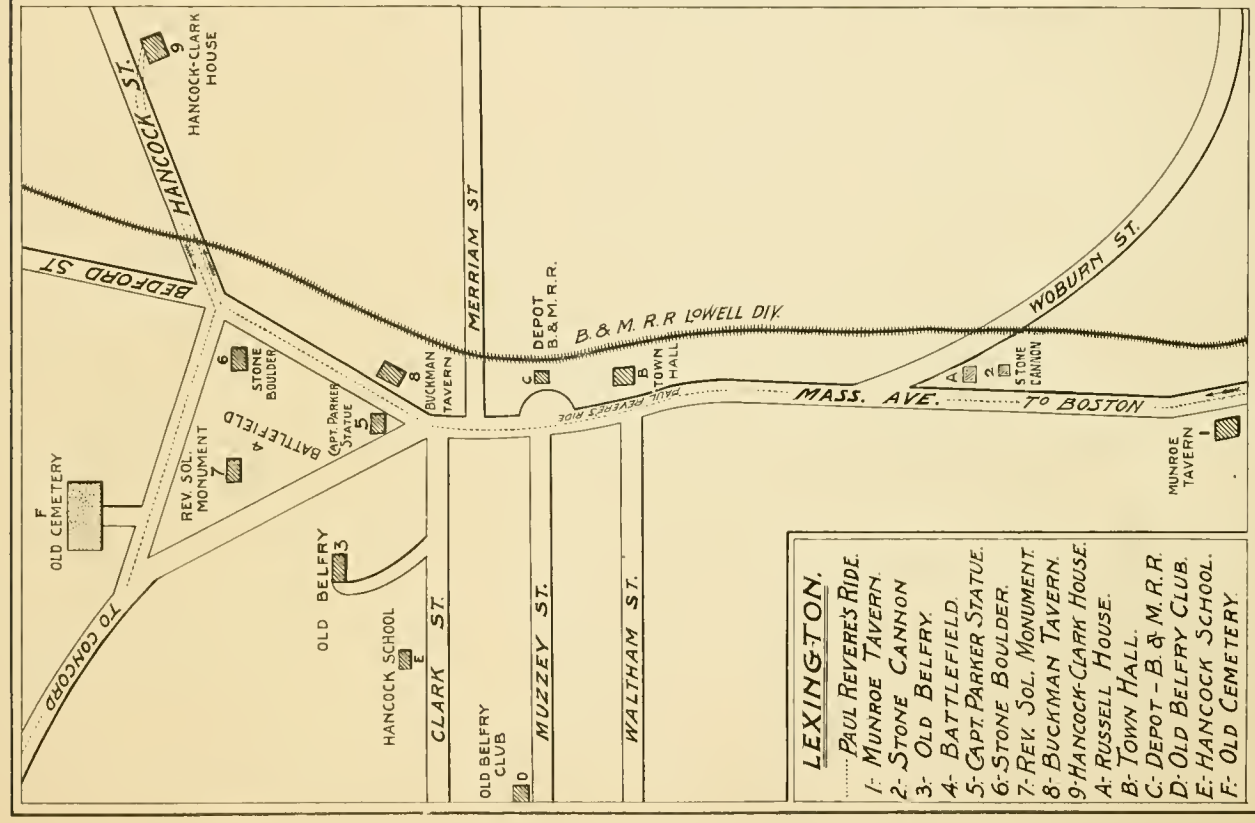 HANCOCK ST.
9
HANCOCK-CLARK
HOUSE
BEDFORD ST
MERRIAM ST
DEPOT
B. & M. R. R.
C
B. & M. R. R LOWELL DIV.
WOBURN ST.
6
STONE
BOULDER
8
BUCKMAN
TAVERN
B
TOWN
HALL
A
2
STONE
CANNON
PAUL REVERE'S RIDE
MASS. AVE.
TO BOSTON
CAPT. PARKER
STATUE
5
BATTLEFIELD
4
REV. SOL.
MONUMENT
7
F
OLD CEMETERY
TO CONCORD
OLD BELFRY
3
HANCOCK SCHOOL
E
CLARK ST.
OLD BELFRY
CLUB
D
MUZZEY ST.
WALTHAM ST.
MUNROE
TAVERN
1
LEXINGTON.
PAUL REVERE'S RIDE.
1:- MUNROE TAVERN.
2:- STONE CANNON
3:- OLD BELFRY.
4:- BATTLEFIELD.
5:- CAPT. PARKER STATUE.
6:- STONE BOULDER.
7:- REV. SOL. MONUMENT.
8:- BUCKMAN TAVERN.
9:-HANCOCK-CLARK HOUSE.
A:- RUSSELL HOUSE.
B:- TOWN HALL.
C:- DEPOT - B. & M. R. R.
D:- OLD BELFRY CLUB.
E:- HANCOCK SCHOOL.
F:- OLD CEMETERY.